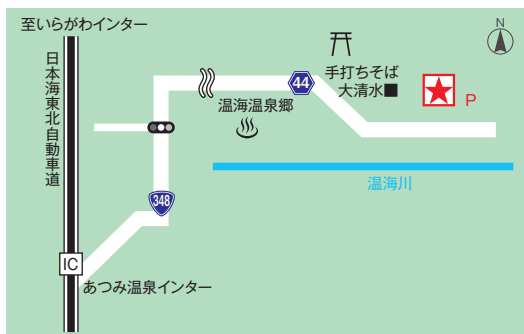 至いらがわインター
N
日本海東北自動車道
44
手打ちそば
大清水■
P
温海温泉郷
温海川
348
IC
あつみ温泉インター